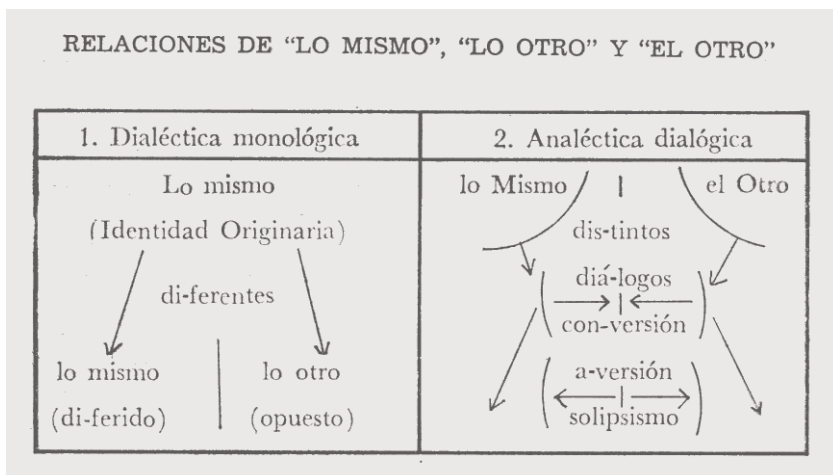 RELACIONES DE “LO MISMO”, “LO OTRO” Y “EL OTRO”
1. Dialéctica monológica
Lo mismo
(Identidad Originaria)
di-ferentes
lo mismo
lo otro
(di-ferido)
(opuesto)
2. Analéctica dialógica
lo Mismo
el Otro
dis-tintos
diá-logos
con-versión
a-versión
solipsismo